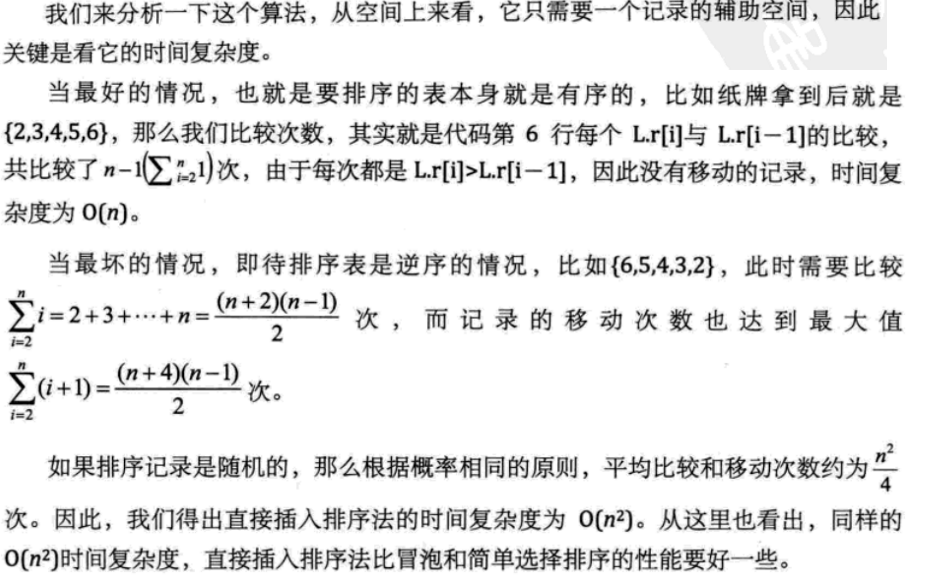 我们来分析一下这个算法，从空间上来看，它只需要一个记录的辅助空间，因此
关键是看它的时间复杂度。
当最好的情况，也就是要排序的表本身就是有序的，比如纸牌拿到后就是
{2,3,4,5,6}，那么我们比较次数，其实就是代码第 6 行每个 L.r[i]与 L.r[i－1]的比较，
共比较了 n−1(∑ⁿᵢ₌₂1)次，由于每次都是 L.r[i]>L.r[i－1]，因此没有移动的记录，时间复
杂度为 O(n)。
当最坏的情况，即待排序表是逆序的情况，比如{6,5,4,3,2}，此时需要比较
∑ⁿᵢ₌₂ i=2+3+⋯+n=(n+2)(n−1)/2 次，而记录的移动次数也达到最大值
∑ⁿᵢ₌₂ (i+1)=(n+4)(n−1)/2 次。
如果排序记录是随机的，那么根据概率相同的原则，平均比较和移动次数约为 n²/4
次。因此，我们得出直接插入排序法的时间复杂度为 O(n²)。从这里也看出，同样的
O(n²)时间复杂度，直接插入排序法比冒泡和简单选择排序的性能要好一些。